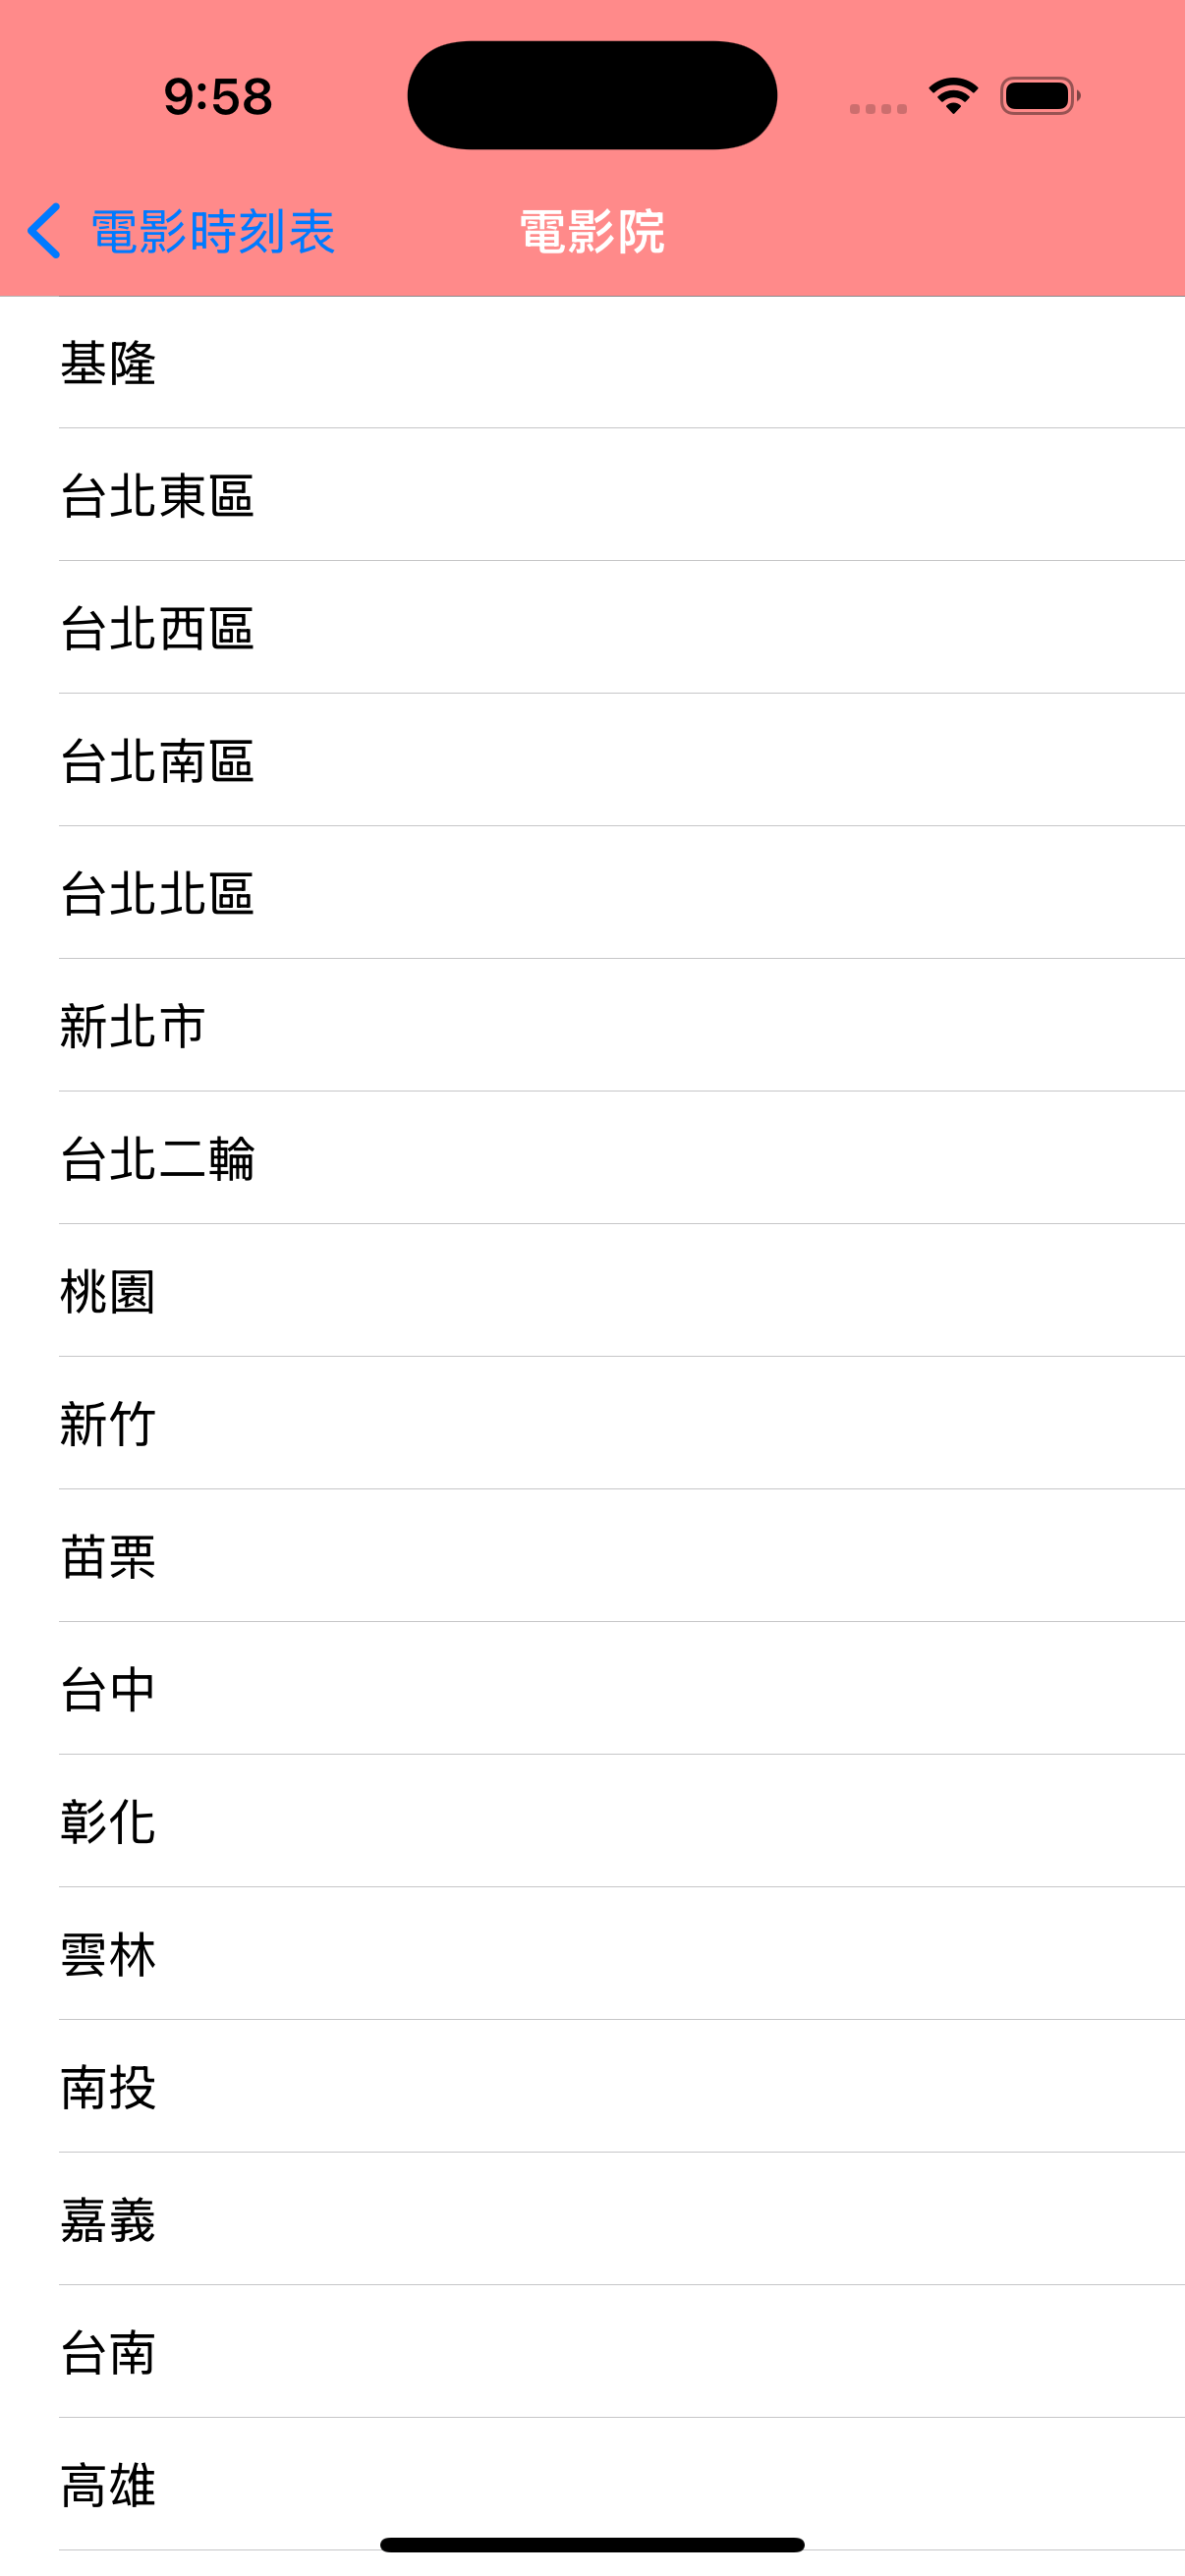 9:58
電影時刻表
電影院
基隆
台北東區
台北西區
台北南區
台北北區
新北市
台北二輪
桃園
新竹
苗栗
台中
彰化
雲林
南投
嘉義
台南
高雄